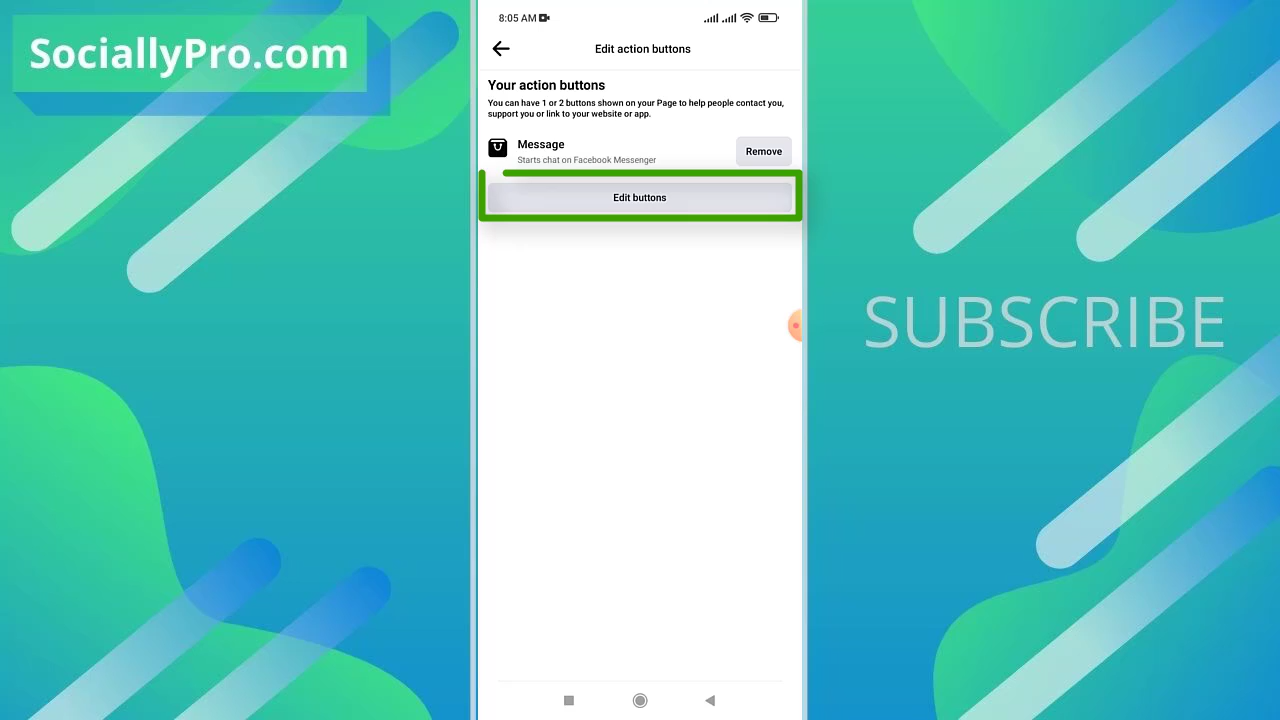 SociallyPro.com
8:05 AM
Edit action buttons
Your action buttons
You can have 1 or 2 buttons shown on your Page to help people contact you,
support you or link to your website or app.
Message
Starts chat on Facebook Messenger
Remove
Edit buttons
SUBSCRIBE